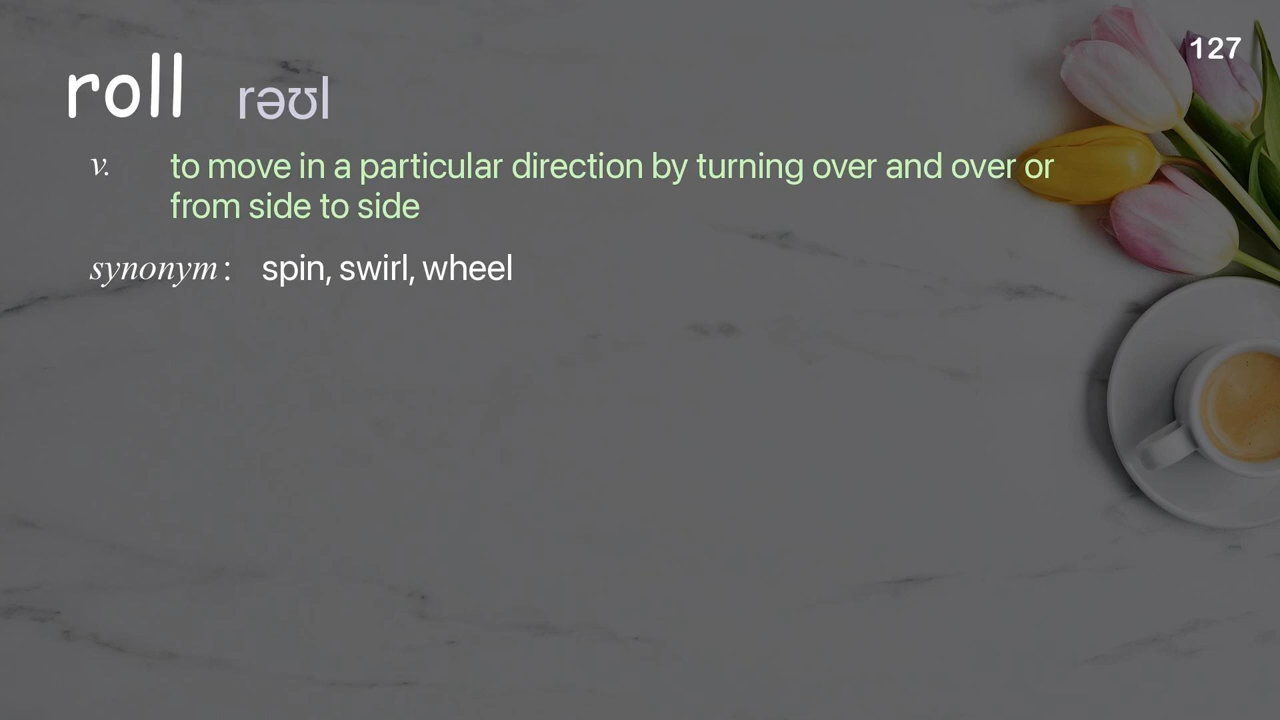 127
roll rəʊl
v. to move in a particular direction by turning over and over or
from side to side
synonym: spin, swirl, wheel